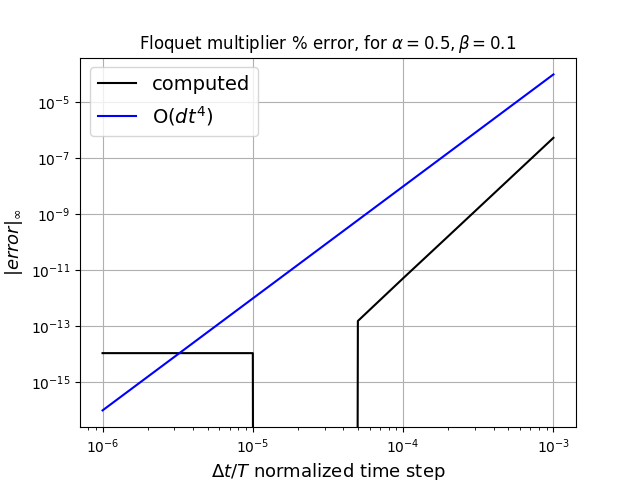 Floquet multiplier % error, for α = 0.5, β = 0.1
computed
O(dt⁴)
10⁻⁵
10⁻⁷
10⁻⁹
10⁻¹¹
10⁻¹³
10⁻¹⁵
|error|∞
10⁻⁶ 10⁻⁵ 10⁻⁴ 10⁻³
Δt/T normalized time step